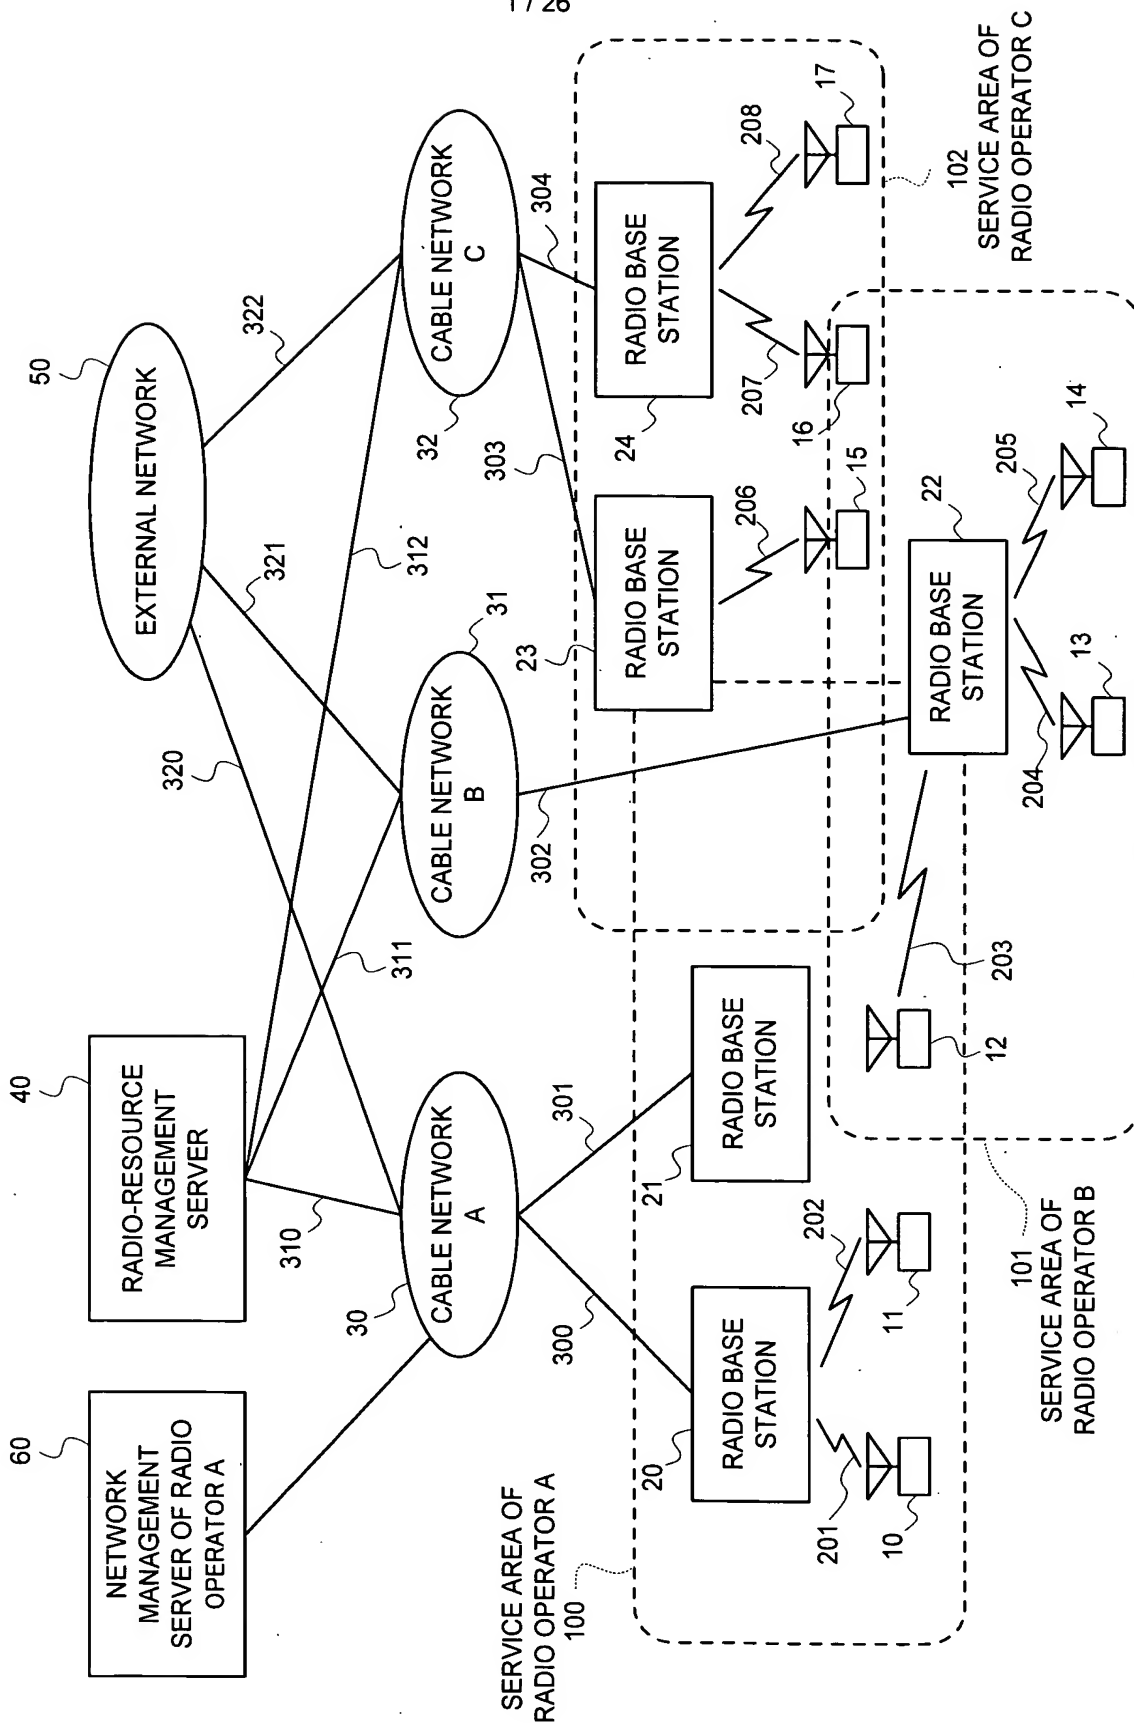 1 / 26
60
NETWORK
MANAGEMENT
SERVER OF RADIO
OPERATOR A
40
RADIO-RESOURCE
MANAGEMENT
SERVER
50
EXTERNAL NETWORK
320
321
322
310
311
312
30
CABLE NETWORK
A
31
CABLE NETWORK
B
32
CABLE NETWORK
C
300
301
302
303
304
SERVICE AREA OF
RADIO OPERATOR A
100
20
RADIO BASE
STATION
21
RADIO BASE
STATION
23
RADIO BASE
STATION
24
RADIO BASE
STATION
201
202
206
207
208
10
11
12
15
16
17
203
22
RADIO BASE
STATION
204
205
13
14
101
SERVICE AREA OF
RADIO OPERATOR B
102
SERVICE AREA OF
RADIO OPERATOR C